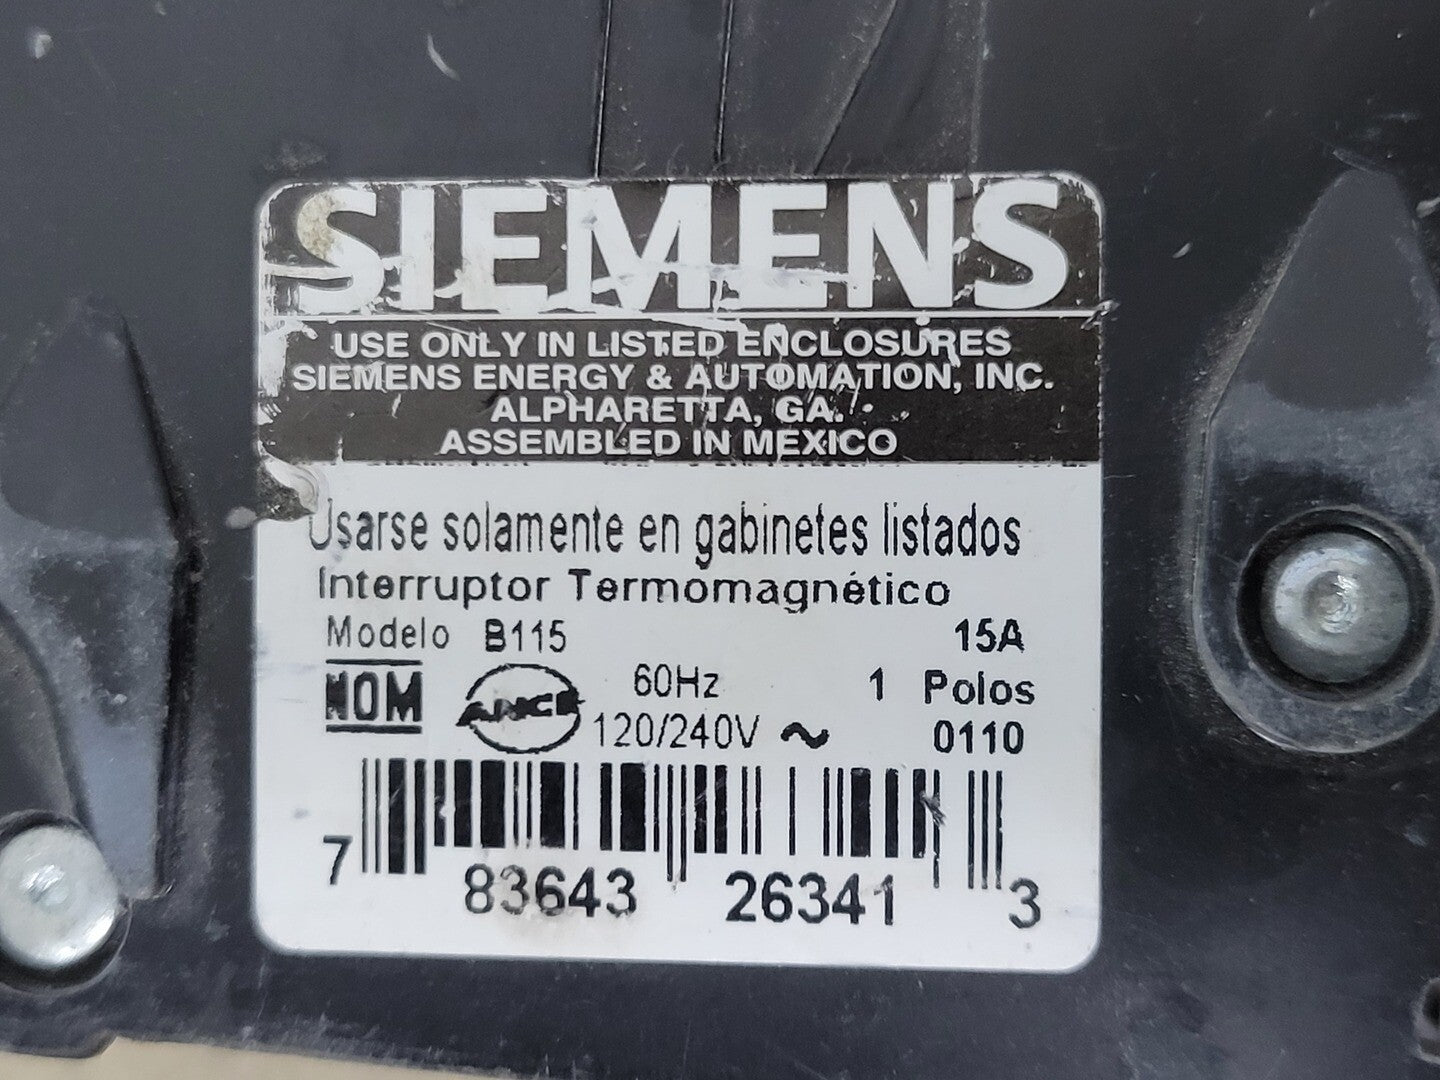 SIEMENS
USE ONLY IN LISTED ENCLOSURES
SIEMENS ENERGY & AUTOMATION, INC.
ALPHARETTA, GA.
ASSEMBLED IN MEXICO
Usarse solamente en gabinetes listados
Interruptor Termomagnético
Modelo B115 15A
NOM ANCE 60Hz 1 Polos
120/240V ~ 0110
7 83643 26341 3